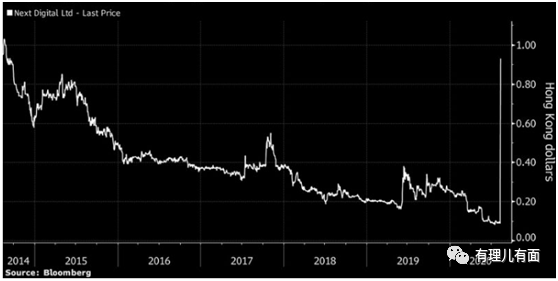 Next Digital Ltd - Last Price
1.00
0.80
0.60
0.40
0.20
0.00
Hong Kong dollars
2014 2015 2016 2017 2018 2019 2020
Source: Bloomberg
有理儿有面